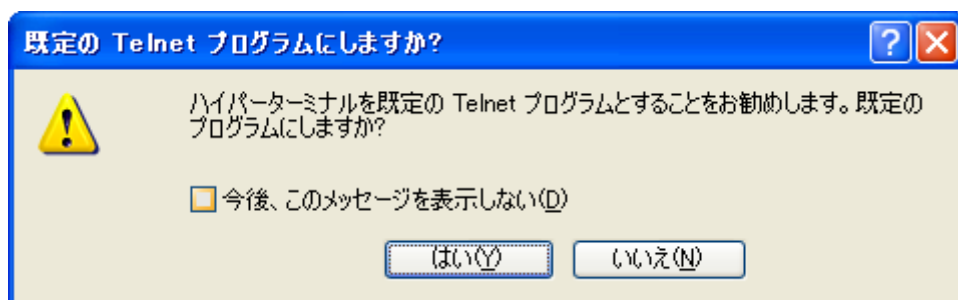 既定の Telnet プログラムにしますか?
ハイパーターミナルを既定の Telnet プログラムとすることをお勧めします。既定の
プログラムにしますか?
今後、このメッセージを表示しない(D)
はい(Y) いいえ(N)